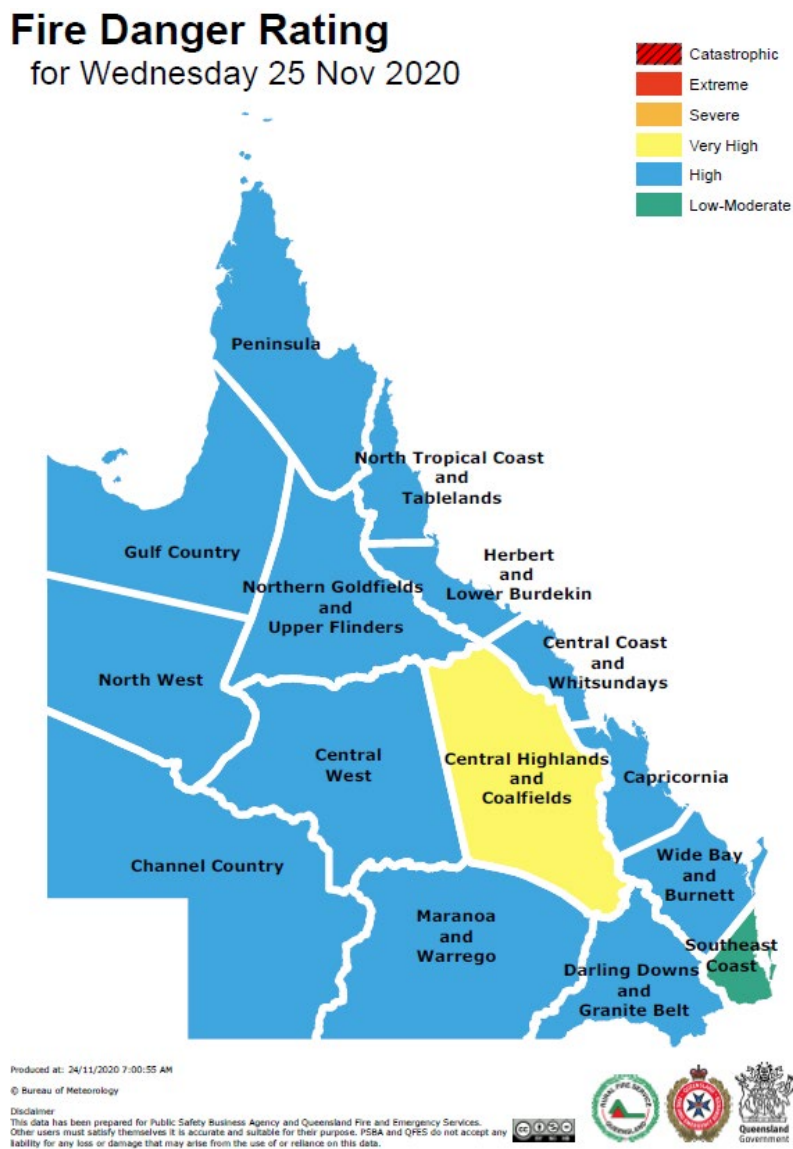 Fire Danger Rating
for Wednesday 25 Nov 2020
Catastrophic
Extreme
Severe
Very High
High
Low-Moderate
Peninsula
North Tropical Coast
and
Tablelands
Gulf Country
Herbert
and
Lower Burdekin
Northern Goldfields
and
Upper Flinders
Central Coast
and
Whitsundays
North West
Central
West
Central Highlands
and
Coalfields
Capricornia
Channel Country
Wide Bay
and
Burnett
Maranoa
and
Warrego
Southeast
Coast
Darling Downs
and
Granite Belt
Produced at: 24/11/2020 7:00:55 AM
© Bureau of Meteorology
Disclaimer
This data has been prepared for Public Safety Business Agency and Queensland Fire and Emergency Services.
Other users must satisfy themselves it is accurate and suitable for their purpose. PSBA and QFES do not accept any
liability for any loss or damage that may arise from the use of or reliance on this data.
RURAL FIRE SERVICE
QUEENSLAND
Queensland
Government